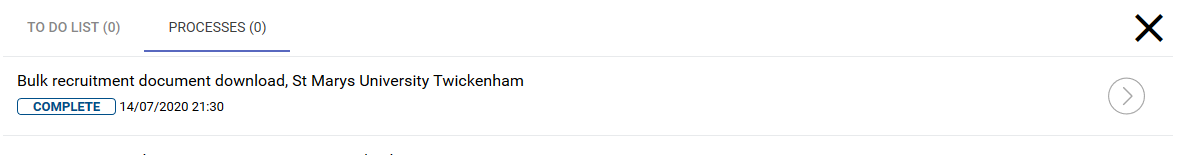 TO DO LIST (0) PROCESSES (0)
Bulk recruitment document download, St Marys University Twickenham
COMPLETE 14/07/2020 21:30